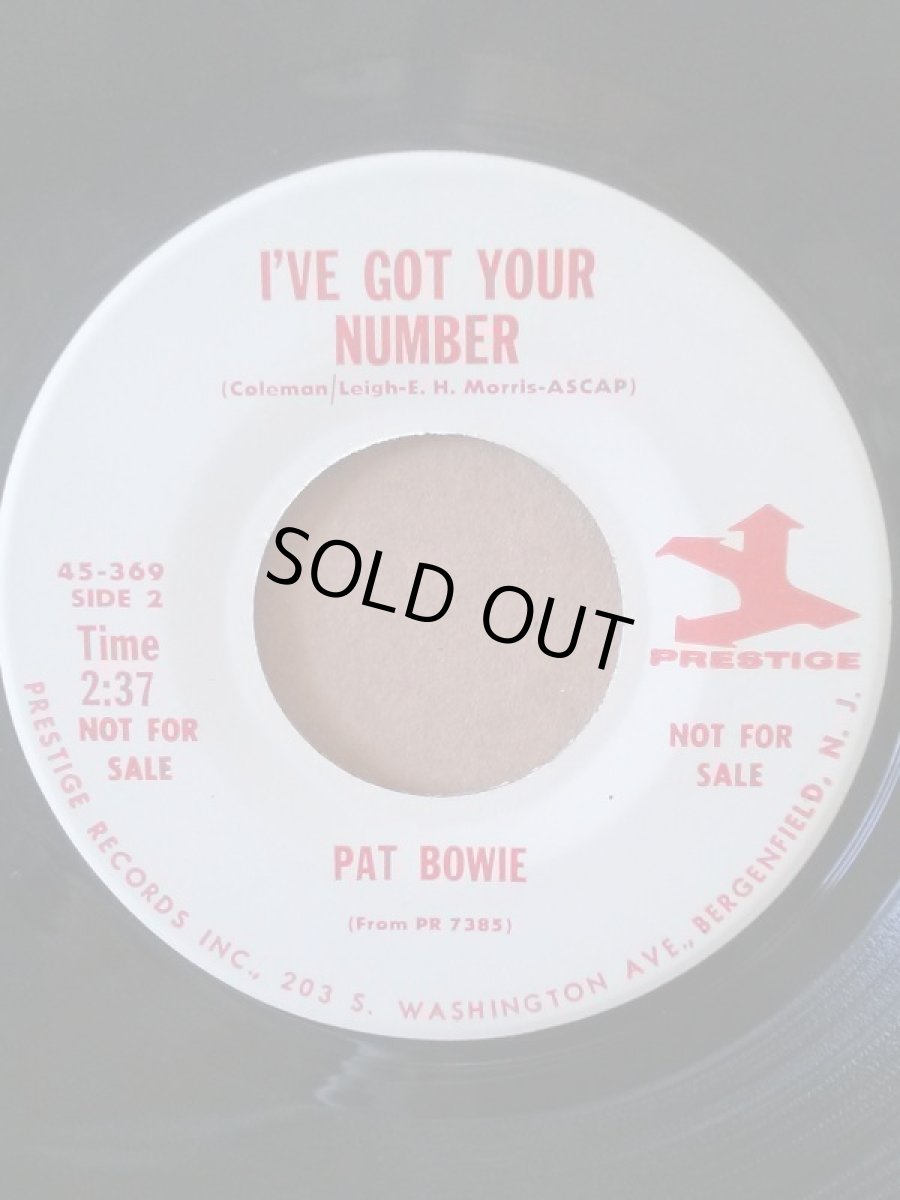 I'VE GOT YOUR
NUMBER
(Coleman/Leigh-E. H. Morris-ASCAP)
45-369
SIDE 2
Time
2:37
NOT FOR
SALE
SOLD OUT
PRESTIGE
NOT FOR
SALE
PAT BOWIE
(From PR 7385)
PRESTIGE RECORDS INC., 203 S. WASHINGTON AVE., BERGENFIELD, N. J.